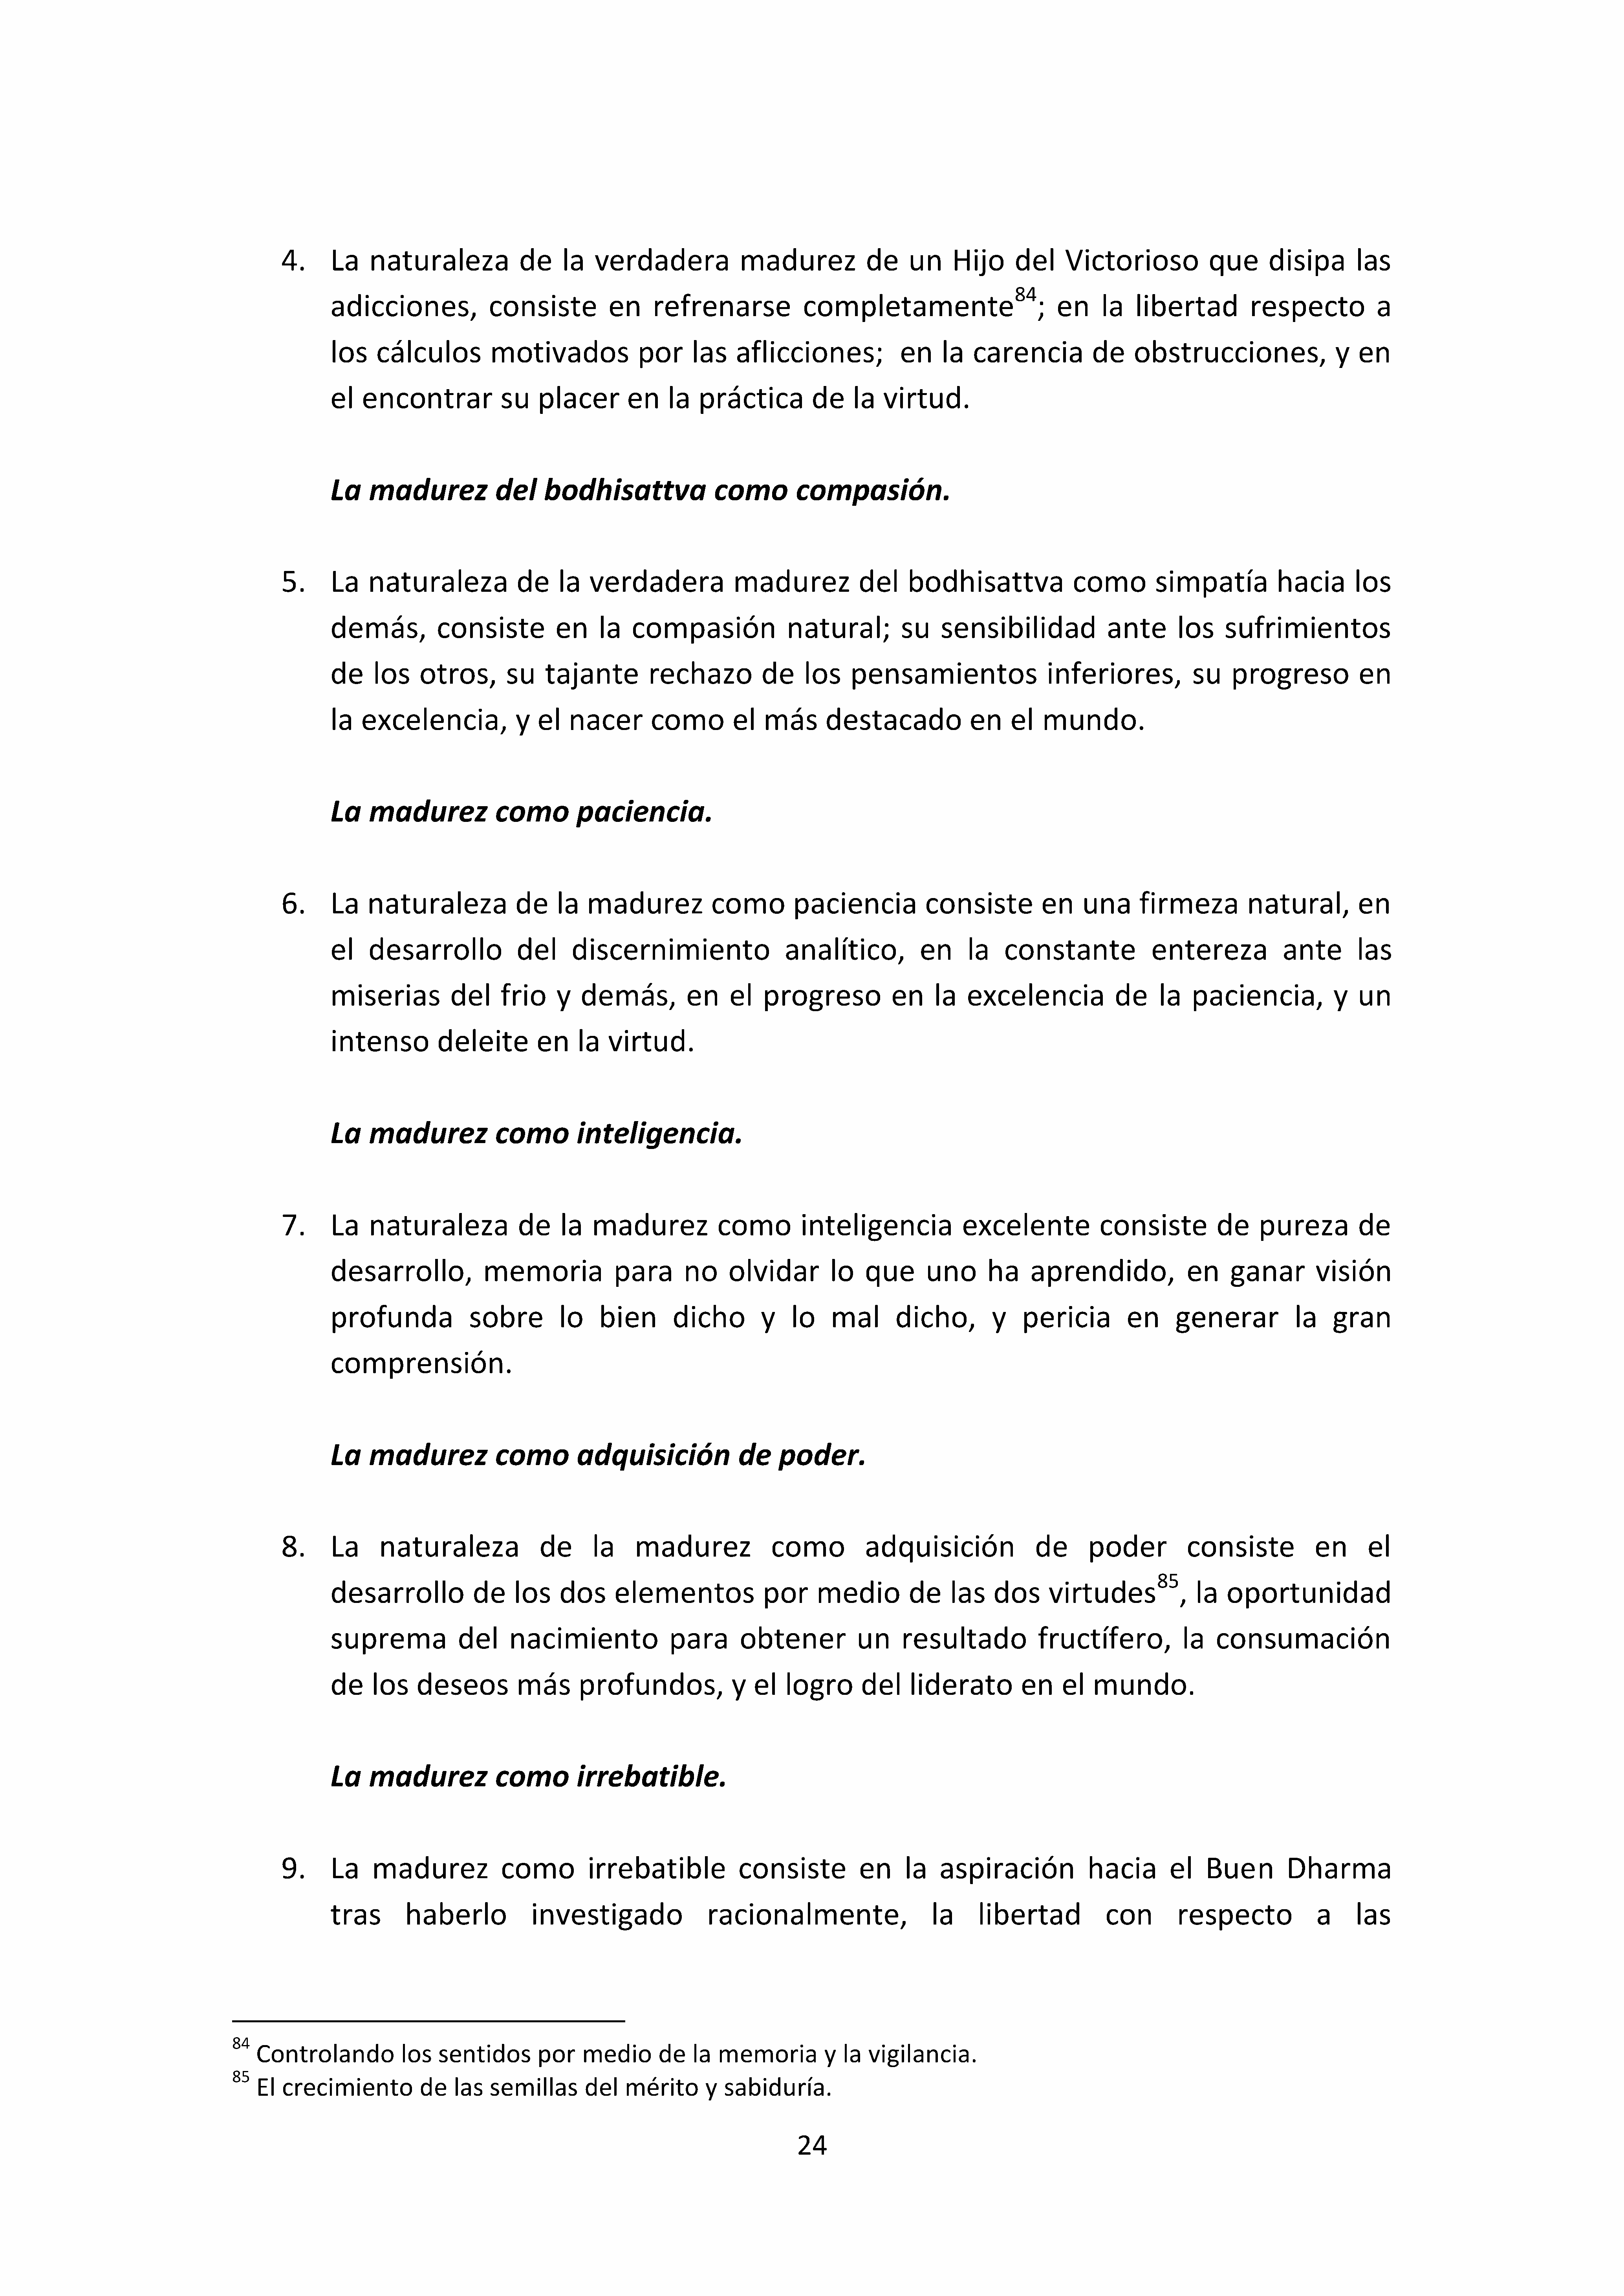 4. La naturaleza de la verdadera madurez de un Hijo del Victorioso que disipa las
adicciones, consiste en refrenarse completamente84; en la libertad respecto a
los cálculos motivados por las aflicciones;  en la carencia de obstrucciones, y en
el encontrar su placer en la práctica de la virtud.
La madurez del bodhisattva como compasión.
5. La naturaleza de la verdadera madurez del bodhisattva como simpatía hacia los
demás, consiste en la compasión natural; su sensibilidad ante los sufrimientos
de los otros, su tajante rechazo de los pensamientos inferiores, su progreso en
la excelencia, y el nacer como el más destacado en el mundo.
La madurez como paciencia.
6. La naturaleza de la madurez como paciencia consiste en una firmeza natural, en
el desarrollo del discernimiento analítico, en la constante entereza ante las
miserias del frio y demás, en el progreso en la excelencia de la paciencia, y un
intenso deleite en la virtud.
La madurez como inteligencia.
7. La naturaleza de la madurez como inteligencia excelente consiste de pureza de
desarrollo, memoria para no olvidar lo que uno ha aprendido, en ganar visión
profunda sobre lo bien dicho y lo mal dicho, y pericia en generar la gran
comprensión.
La madurez como adquisición de poder.
8. La naturaleza de la madurez como adquisición de poder consiste en el
desarrollo de los dos elementos por medio de las dos virtudes85, la oportunidad
suprema del nacimiento para obtener un resultado fructífero, la consumación
de los deseos más profundos, y el logro del liderato en el mundo.
La madurez como irrebatible.
9. La madurez como irrebatible consiste en la aspiración hacia el Buen Dharma
tras haberlo investigado racionalmente, la libertad con respecto a las
84 Controlando los sentidos por medio de la memoria y la vigilancia.
85 El crecimiento de las semillas del mérito y sabiduría.
24